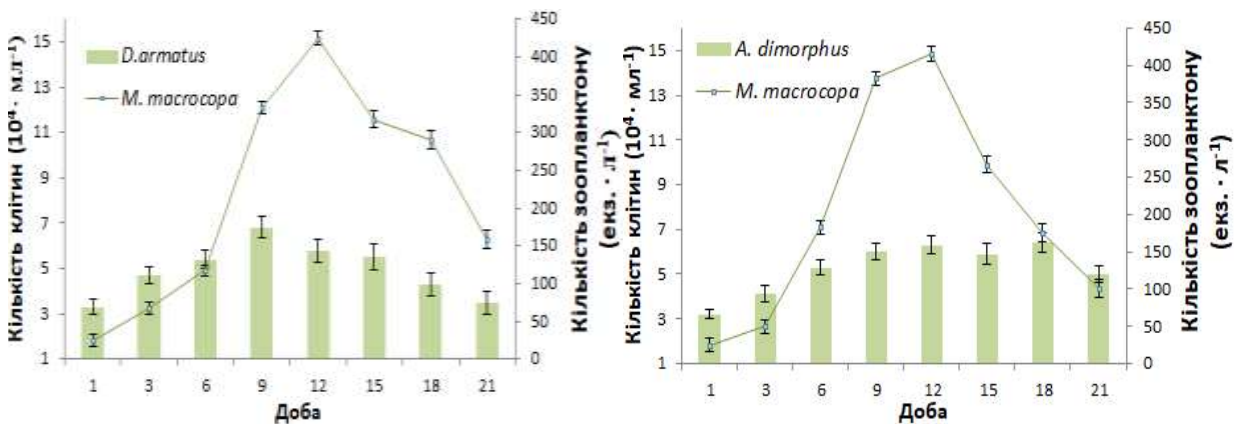 Кількість клітин (10⁴· мл⁻¹)
15
13
11
9
7
5
3
1
D.armatus
M. macrocopa
450
400
350
300
250
200
150
100
50
0
Кількість зоопланктону
(екз. · л⁻¹)
1 3 6 9 12 15 18 21
Доба
Кількість клітин (10⁴· мл⁻¹)
15
13
11
9
7
5
3
1
A. dimorphus
M. macrocopa
450
400
350
300
250
200
150
100
50
0
Кількість зоопланктону
(екз. · л⁻¹)
1 3 6 9 12 15 18 21
Доба